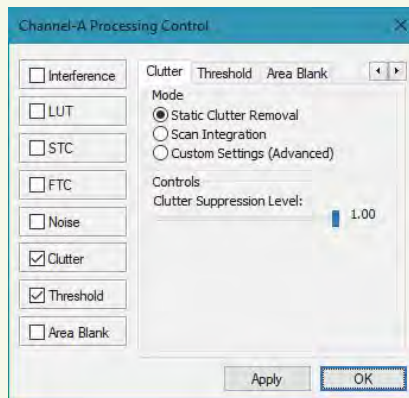 Channel-A Processing Control
Interference
LUT
STC
FTC
Noise
Clutter
Threshold
Area Blank
Clutter Threshold Area Blank
Mode
Static Clutter Removal
Scan Integration
Custom Settings (Advanced)
Controls
Clutter Suppression Level:
1.00
Apply OK